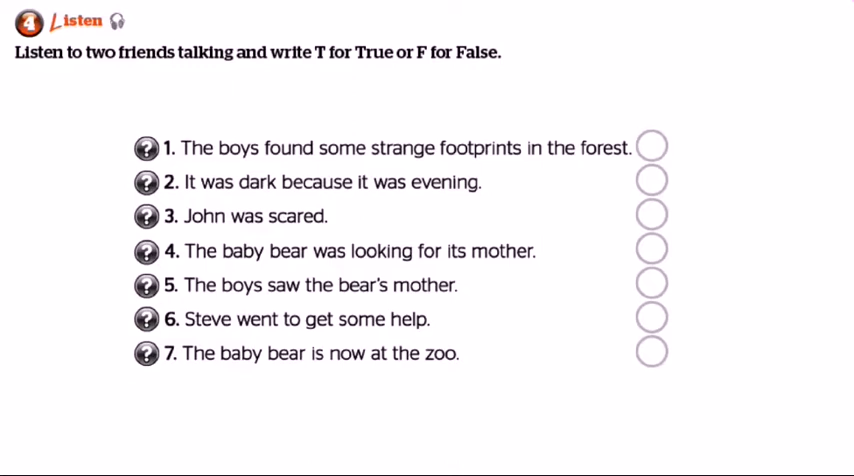 4 Listen
Listen to two friends talking and write T for True or F for False.
? 1. The boys found some strange footprints in the forest.
? 2. It was dark because it was evening.
? 3. John was scared.
? 4. The baby bear was looking for its mother.
? 5. The boys saw the bear's mother.
? 6. Steve went to get some help.
? 7. The baby bear is now at the zoo.